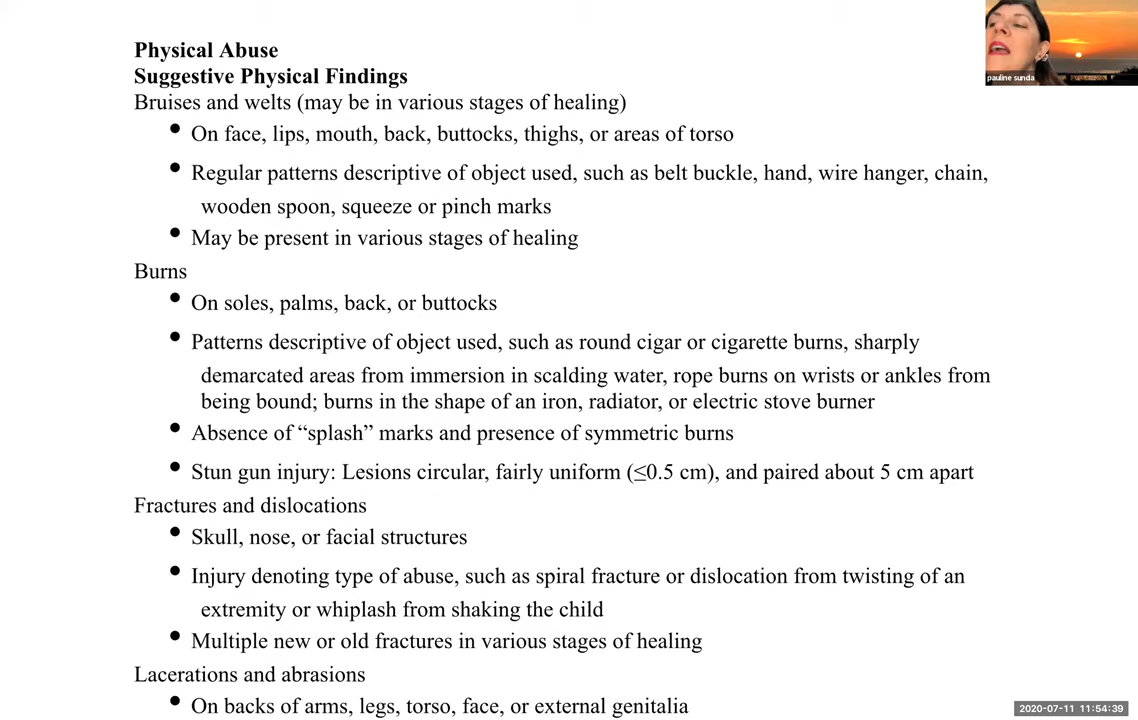 Physical Abuse
pauline sunda
Suggestive Physical Findings
Bruises and welts (may be in various stages of healing)
• On face, lips, mouth, back, buttocks, thighs, or areas of torso
• Regular patterns descriptive of object used, such as belt buckle, hand, wire hanger, chain,
wooden spoon, squeeze or pinch marks
• May be present in various stages of healing
Burns
• On soles, palms, back, or buttocks
• Patterns descriptive of object used, such as round cigar or cigarette burns, sharply
demarcated areas from immersion in scalding water, rope burns on wrists or ankles from
being bound; burns in the shape of an iron, radiator, or electric stove burner
• Absence of “splash” marks and presence of symmetric burns
• Stun gun injury: Lesions circular, fairly uniform (≤0.5 cm), and paired about 5 cm apart
Fractures and dislocations
• Skull, nose, or facial structures
• Injury denoting type of abuse, such as spiral fracture or dislocation from twisting of an
extremity or whiplash from shaking the child
• Multiple new or old fractures in various stages of healing
Lacerations and abrasions
• On backs of arms, legs, torso, face, or external genitalia
2020-07-11 11:54:39